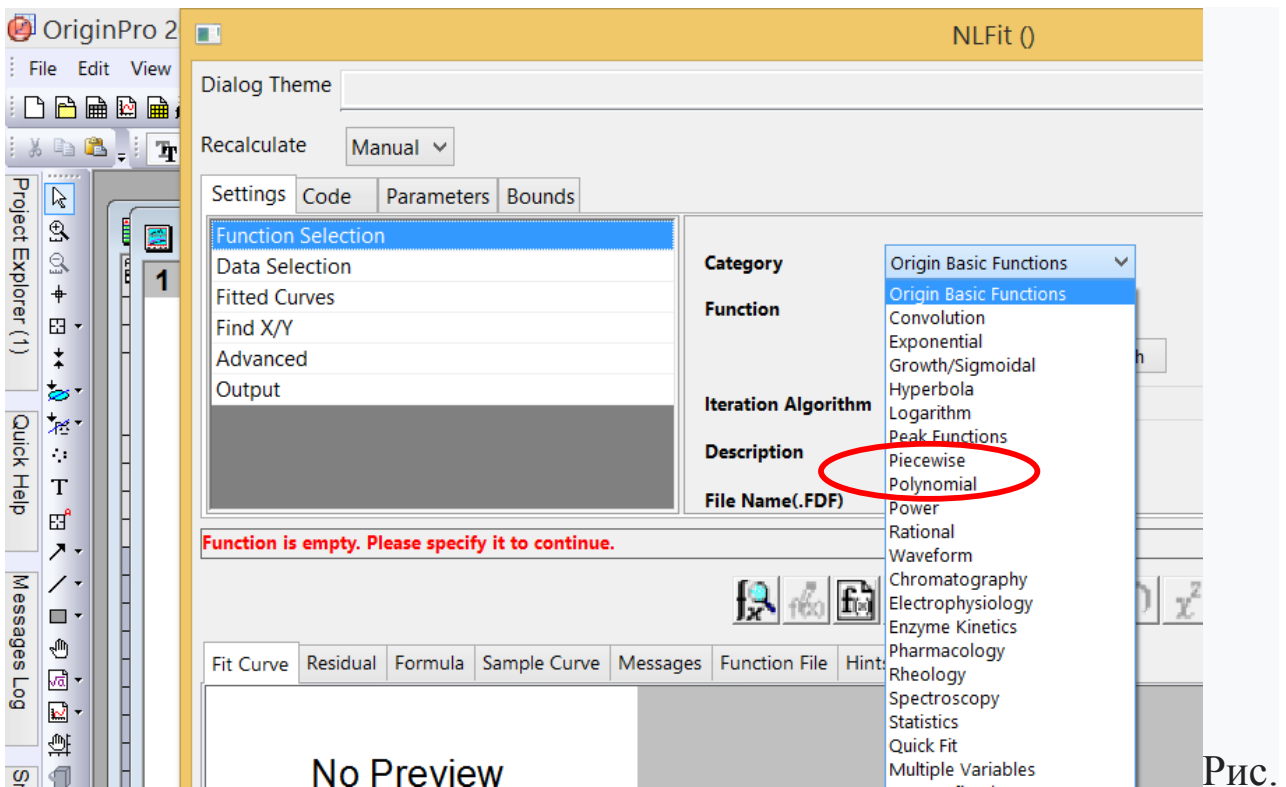 OriginPro 2
NLFit ()
File Edit View
Dialog Theme
Recalculate Manual
Settings Code Parameters Bounds
Function Selection
Data Selection
Fitted Curves
Find X/Y
Advanced
Output
Category Origin Basic Functions
Function
Iteration Algorithm
Description
File Name(.FDF)
Origin Basic Functions
Convolution
Exponential
Growth/Sigmoidal
Hyperbola
Logarithm
Peak Functions
Piecewise
Polynomial
Power
Rational
Waveform
Chromatography
Electrophysiology
Enzyme Kinetics
Pharmacology
Rheology
Spectroscopy
Statistics
Quick Fit
Multiple Variables
h
Function is empty. Please specify it to continue.
Fit Curve Residual Formula Sample Curve Messages Function File Hints
No Preview
Project Explorer (1)
Quick Help
Messages Log
1
T
Рис.